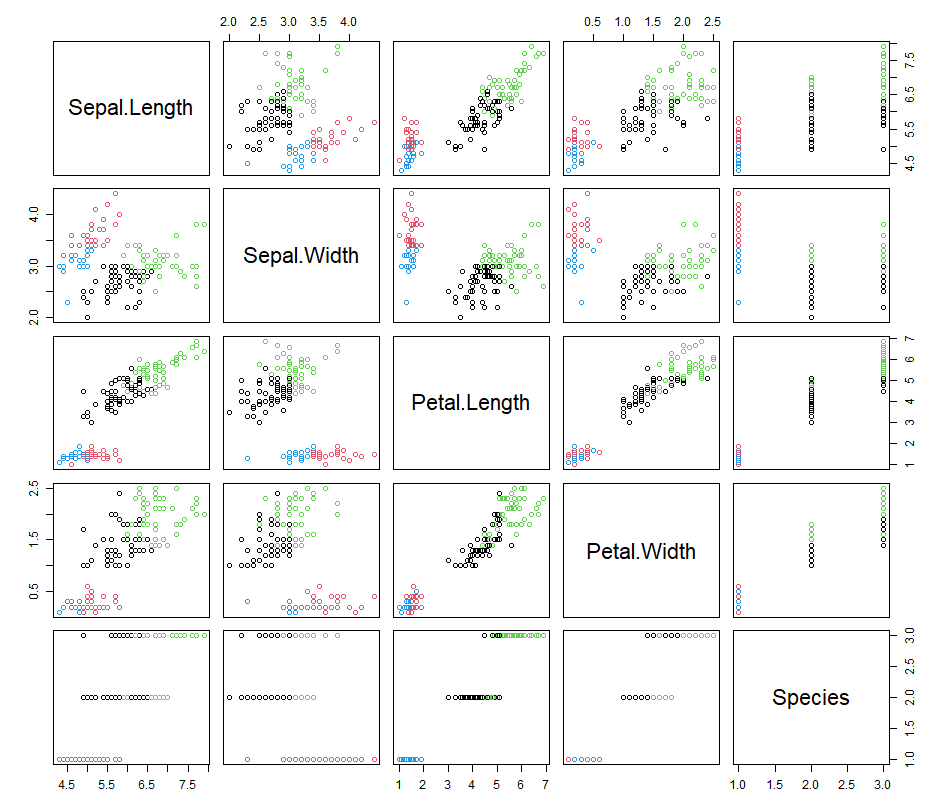 2.0 2.5 3.0 3.5 4.0
0.5 1.0 1.5 2.0 2.5
Sepal.Length
4.5 5.5 6.5 7.5
2.0 3.0 4.0
Sepal.Width
Petal.Length
1 2 3 4 5 6 7
0.5 1.5 2.5
Petal.Width
Species
1.0 1.5 2.0 2.5 3.0
4.5 5.5 6.5 7.5
1 2 3 4 5 6 7
1.0 1.5 2.0 2.5 3.0